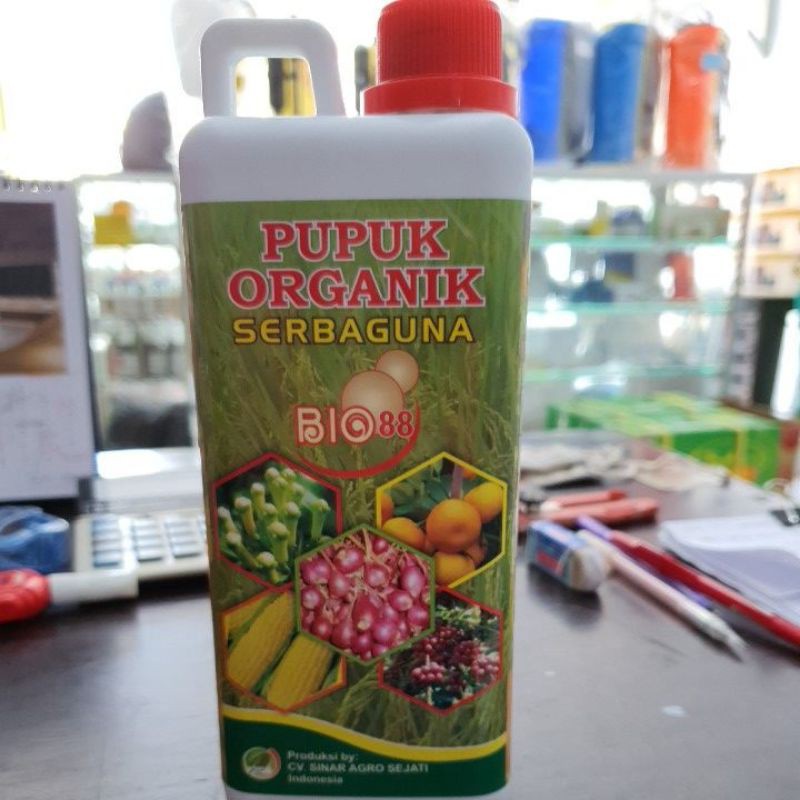 PUPUK
ORGANIK
SERBAGUNA
BIO88
Produksi by:
CV. SINAR AGRO SEJATI
Indonesia